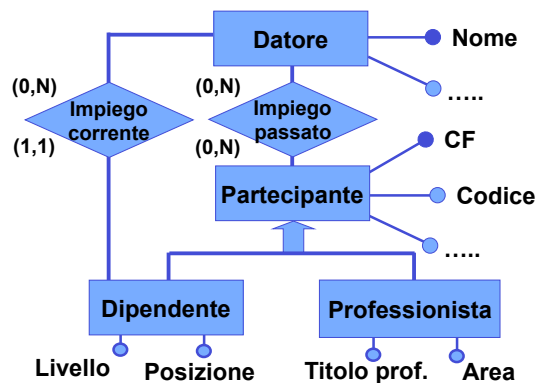 Datore
Nome
…..
(0,N)
Impiego
corrente
(1,1)
(0,N)
Impiego
passato
(0,N)
CF
Partecipante
Codice
…..
Dipendente
Professionista
Livello
Posizione
Titolo prof.
Area